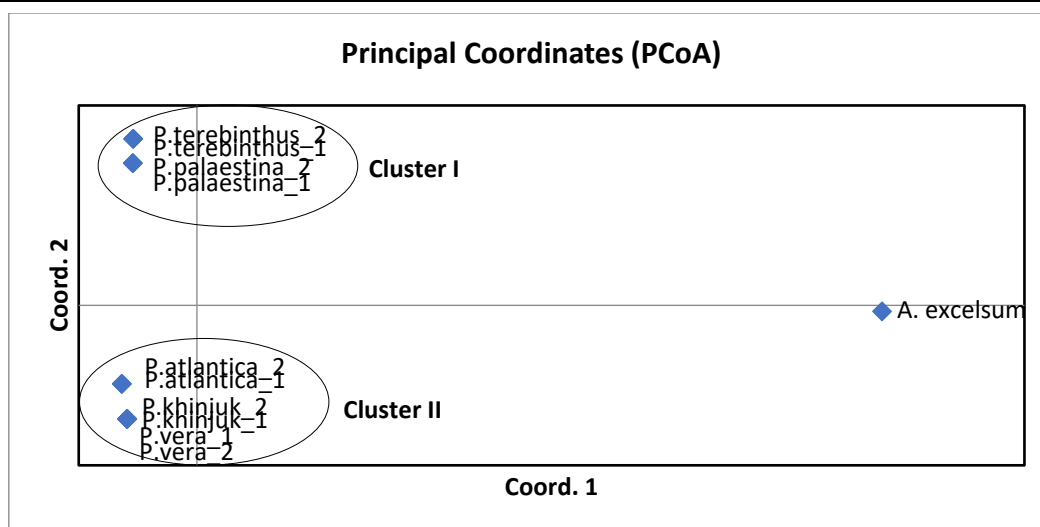 Principal Coordinates (PCoA)
P.terebinthus_2
P.terebinthus_1
P.palaestina_2
P.palaestina_1
Cluster I
Coord. 2
A. excelsum
P.atlantica_2
P.atlantica_1
P.khinjuk_2
P.khinjuk_1
P.vera_1
P.vera_2
Cluster II
Coord. 1